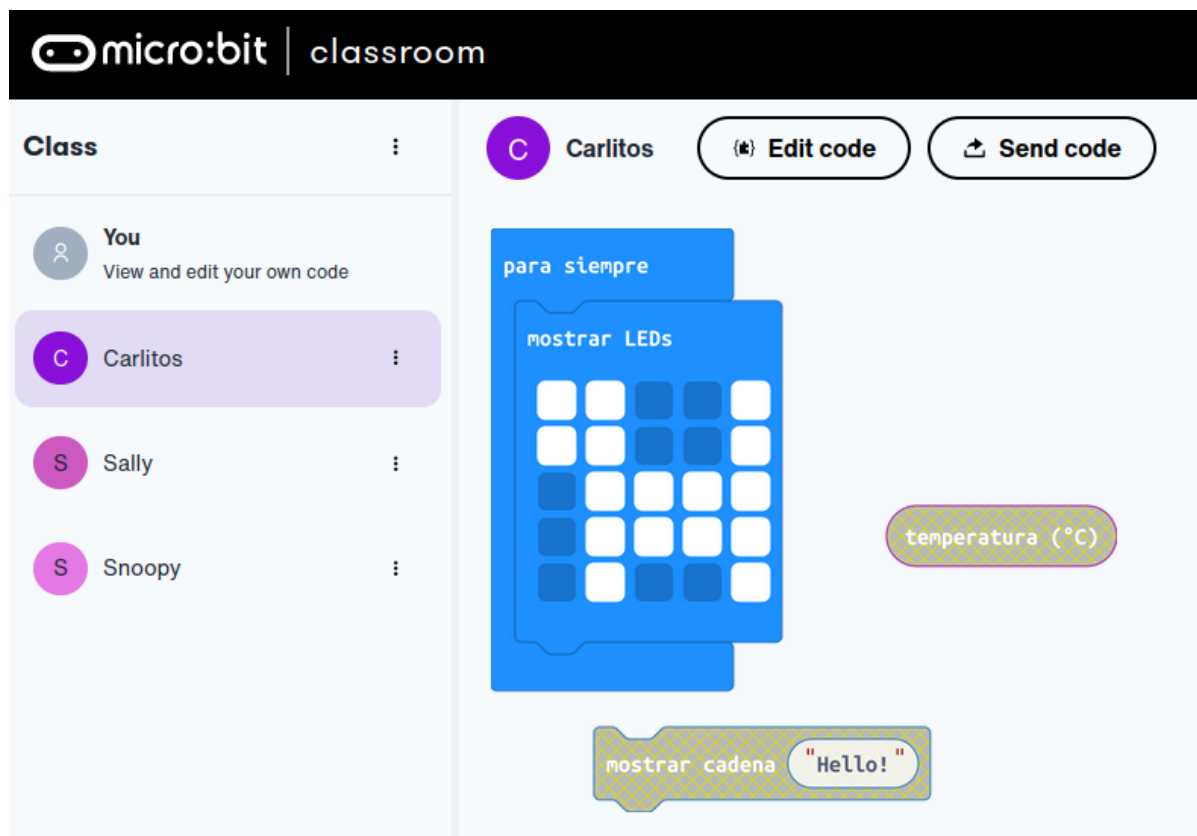 micro:bit | classroom
Class
You
View and edit your own code
C Carlitos
S Sally
S Snoopy
C Carlitos
Edit code
Send code
para siempre
mostrar LEDs
temperatura (°C)
mostrar cadena "Hello!"